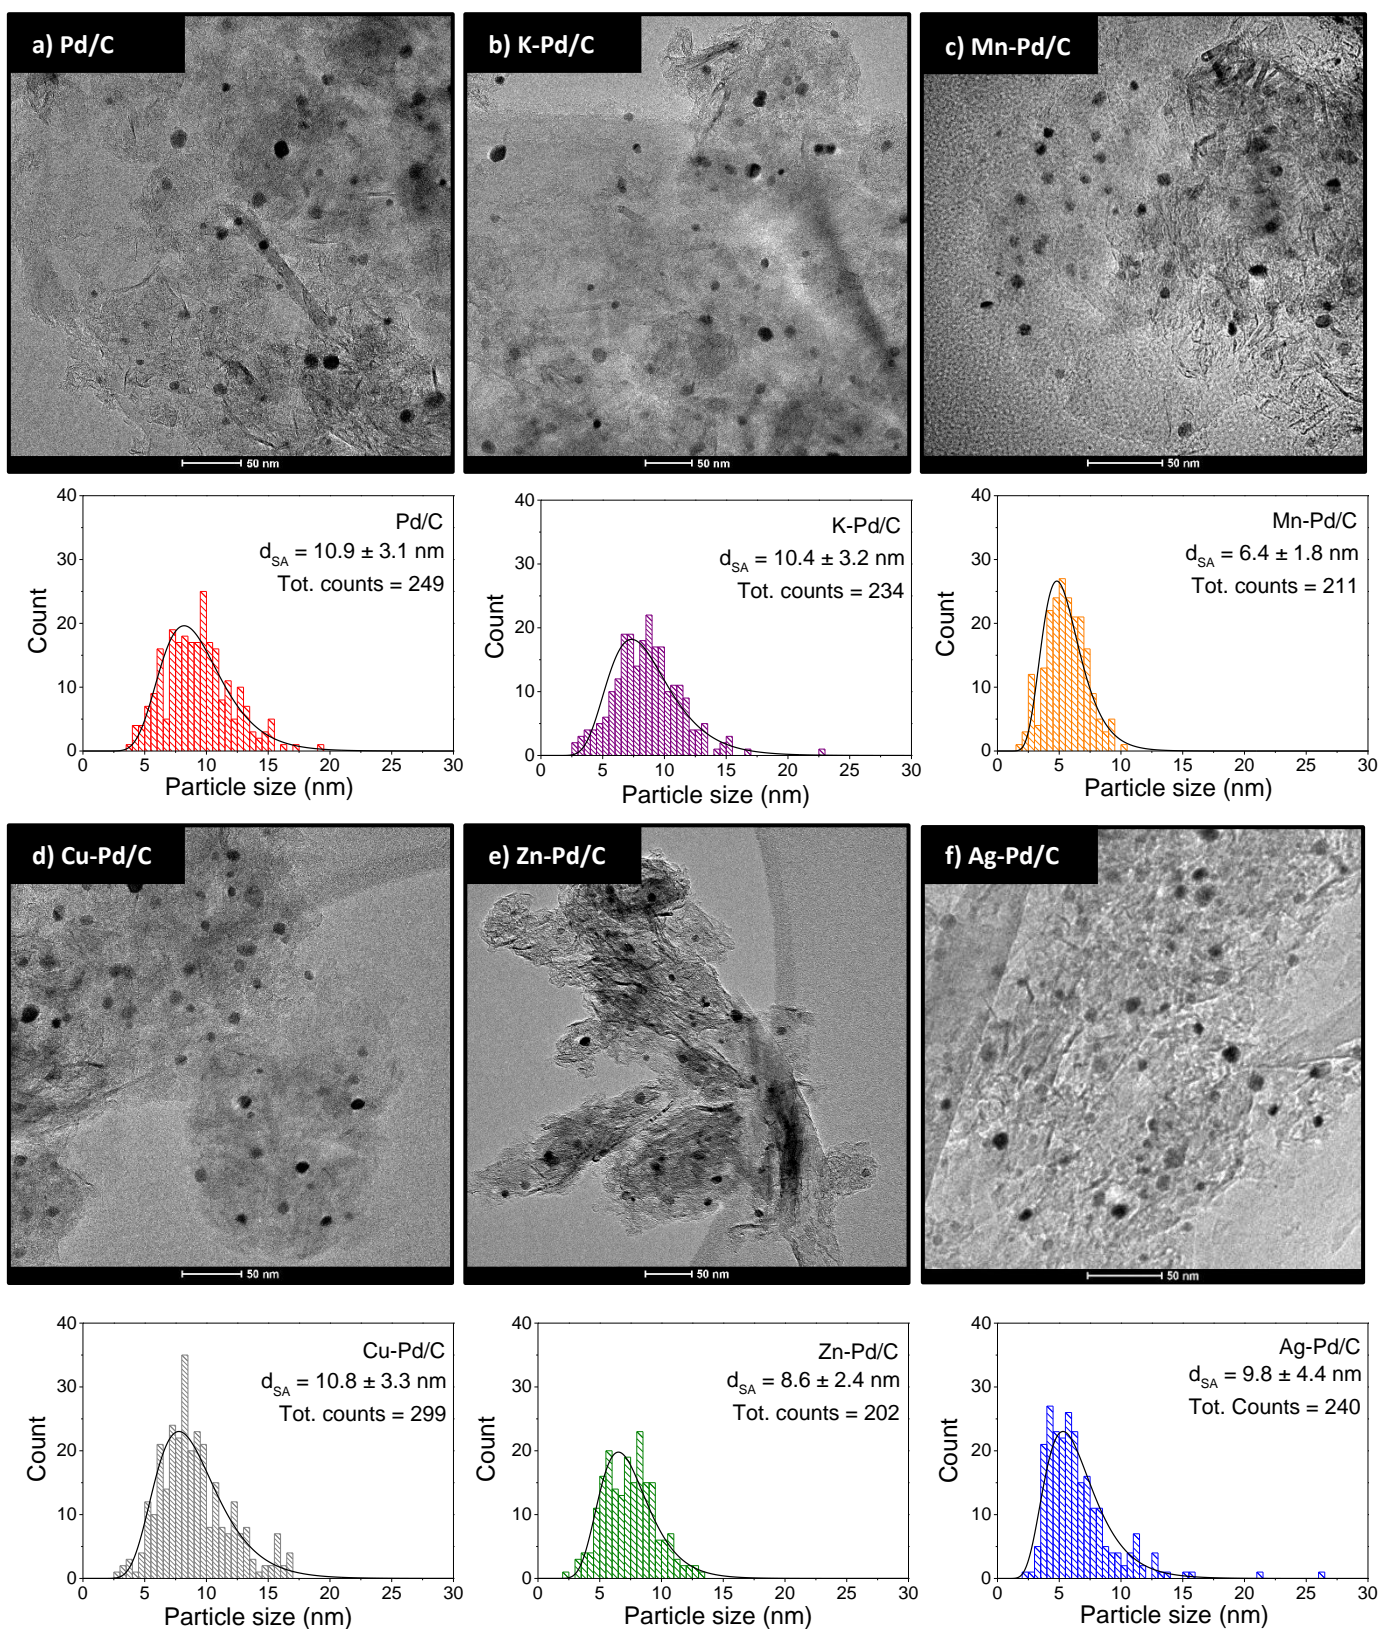 a) Pd/C
b) K-Pd/C
c) Mn-Pd/C
50 nm
50 nm
50 nm
40
30
20
10
0
Count
Pd/C
d_SA = 10.9 ± 3.1 nm
Tot. counts = 249
0 5 10 15 20 25 30
Particle size (nm)
40
30
20
10
0
Count
K-Pd/C
d_SA = 10.4 ± 3.2 nm
Tot. counts = 234
0 5 10 15 20 25 30
Particle size (nm)
40
30
20
10
0
Count
Mn-Pd/C
d_SA = 6.4 ± 1.8 nm
Tot. counts = 211
0 5 10 15 20 25 30
Particle size (nm)
d) Cu-Pd/C
e) Zn-Pd/C
f) Ag-Pd/C
50 nm
50 nm
50 nm
40
30
20
10
0
Count
Cu-Pd/C
d_SA = 10.8 ± 3.3 nm
Tot. counts = 299
0 5 10 15 20 25 30
Particle size (nm)
40
30
20
10
0
Count
Zn-Pd/C
d_SA = 8.6 ± 2.4 nm
Tot. counts = 202
0 5 10 15 20 25 30
Particle size (nm)
40
30
20
10
0
Count
Ag-Pd/C
d_SA = 9.8 ± 4.4 nm
Tot. Counts = 240
0 5 10 15 20 25 30
Particle size (nm)